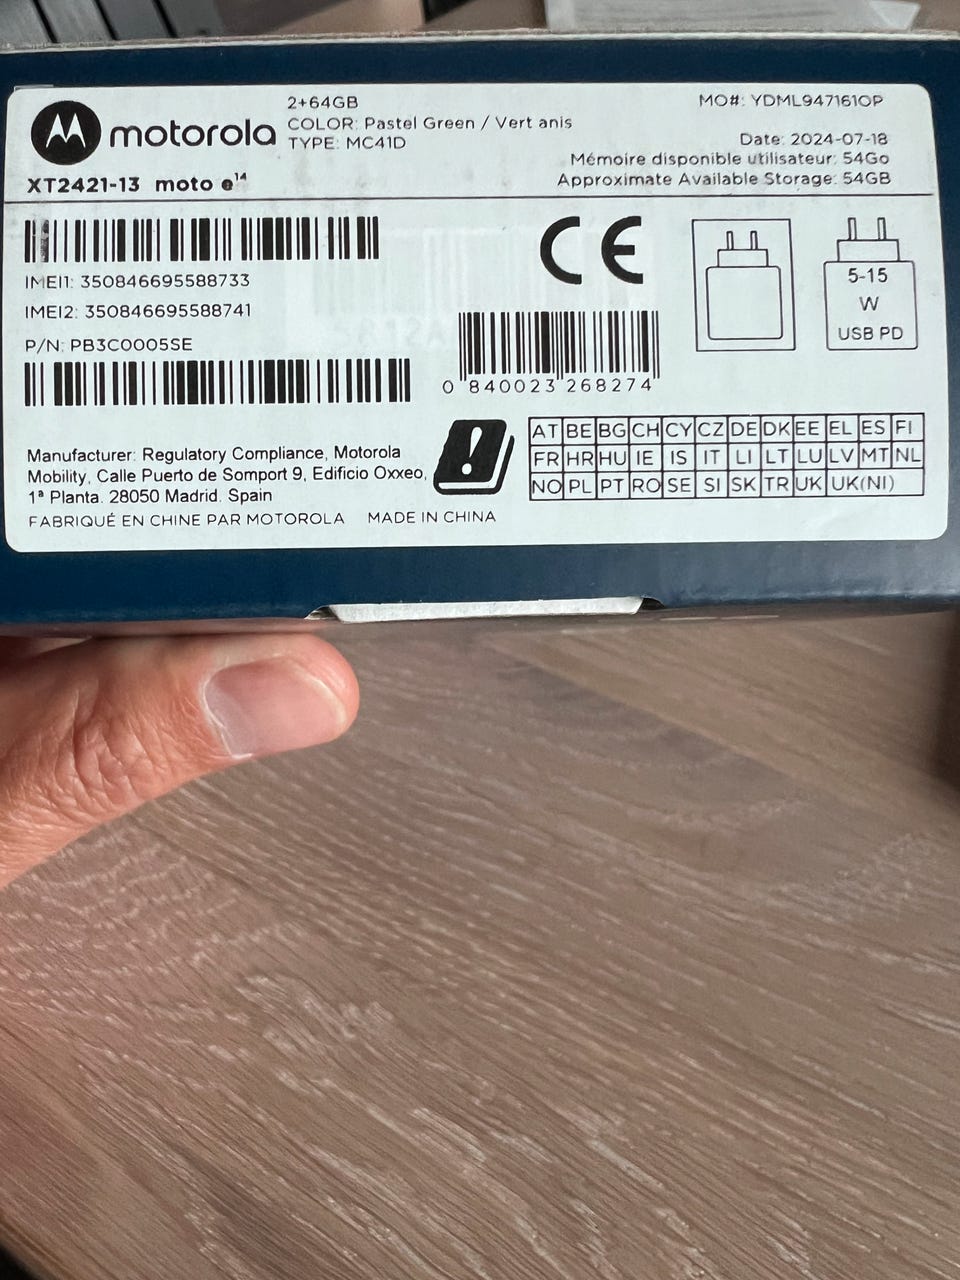 2+64GB
motorola
COLOR: Pastel Green / Vert anis
TYPE: MC41D
XT2421-13 moto e¹⁴
MO#: YDML947161OP
Date: 2024-07-18
Mémoire disponible utilisateur: 54Go
Approximate Available Storage: 54GB
IMEI1: 350846695588733
IMEI2: 350846695588741
P/N: PB3C0005SE
CE
5-15
W
USB PD
0 840023 268274
Manufacturer: Regulatory Compliance, Motorola
Mobility, Calle Puerto de Somport 9, Edificio Oxxeo,
1ª Planta. 28050 Madrid. Spain
FABRIQUÉ EN CHINE PAR MOTOROLA MADE IN CHINA
AT BE BG CH CY CZ DE DK EE EL ES FI
FR HR HU IE IS IT LI LT LU LV MT NL
NO PL PT RO SE SI SK TR UK UK(NI)